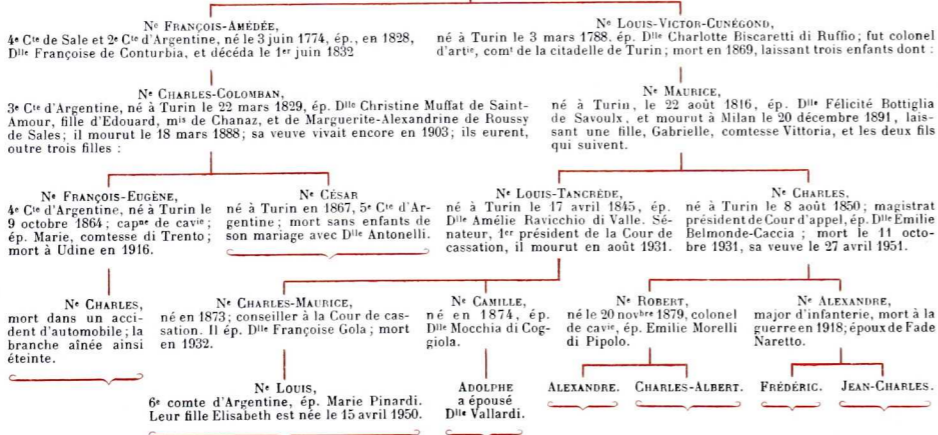 Ne FRANÇOIS-AMÉDÉE,
4e Cte de Sale et 2e Cte d'Argentine, né le 3 juin 1774, ép., en 1828,
Dlle Françoise de Conturbia, et décéda le 1er juin 1832
Ne LOUIS-VICTOR-CUNÉGOND,
né à Turin le 3 mars 1788. ép. Dlle Charlotte Biscaretti di Ruffio; fut colonel
d'artie, comt de la citadelle de Turin; mort en 1869, laissant trois enfants dont :
Ne CHARLES-COLOMBAN,
3e Cte d'Argentine, né à Turin le 22 mars 1829, ép. Dlle Christine Muffat de Saint-
Amour, fille d'Edouard, mis de Chanaz, et de Marguerite-Alexandrine de Roussy
de Sales; il mourut le 18 mars 1888; sa veuve vivait encore en 1903; ils eurent,
outre trois filles :
Ne MAURICE,
né à Turin, le 22 août 1816, ép. Dlle Félicité Bottiglia
de Savoulx, et mourut à Milan le 20 décembre 1891, lais-
sant une fille, Gabrielle, comtesse Vittoria, et les deux fils
qui suivent.
Ne FRANÇOIS-EUGÈNE,
4e Cte d'Argentine, né à Turin le
9 octobre 1864; capne de cavie;
ép. Marie, comtesse di Trento;
mort à Udine en 1916.
Ne CÉSAR
né à Turin en 1867, 5e Cte d'Ar-
gentine; mort sans enfants de
son mariage avec Dlle Antonelli.
Ne LOUIS-TANCRÈDE,
né à Turin le 17 avril 1845, ép.
Dlle Amélie Ravicchio di Valle. Sé-
nateur, 1er président de la Cour de
cassation, il mourut en août 1931.
Ne CHARLES,
né à Turin le 8 août 1850; magistrat
président de Cour d'appel, ép. Dlle Emilie
Belmonde-Caccia ; mort le 11 octo-
bre 1931, sa veuve le 27 avril 1951.
Ne CHARLES,
mort dans un acci-
dent d'automobile; la
branche aînée ainsi
éteinte.
Ne CHARLES-MAURICE,
né en 1873; conseiller à la Cour de cas-
sation. Il ép. Dlle Françoise Gola; mort
en 1932.
Ne CAMILLE,
né en 1874, ép.
Dlle Mocchia di Cog-
giola.
Ne ROBERT,
né le 20 novbre 1879, colonel
de cavie, ép. Emilie Morelli
di Pipolo.
Ne ALEXANDRE,
major d'infanterie, mort à la
guerre en 1918; époux de Fade
Naretto.
Ne LOUIS,
6e comte d'Argentine, ép. Marie Pinardi.
Leur fille Elisabeth est née le 15 avril 1950.
ADOLPHE
a épousé
Dlle Vallardi.
ALEXANDRE.
CHARLES-ALBERT.
FRÉDÉRIC.
JEAN-CHARLES.